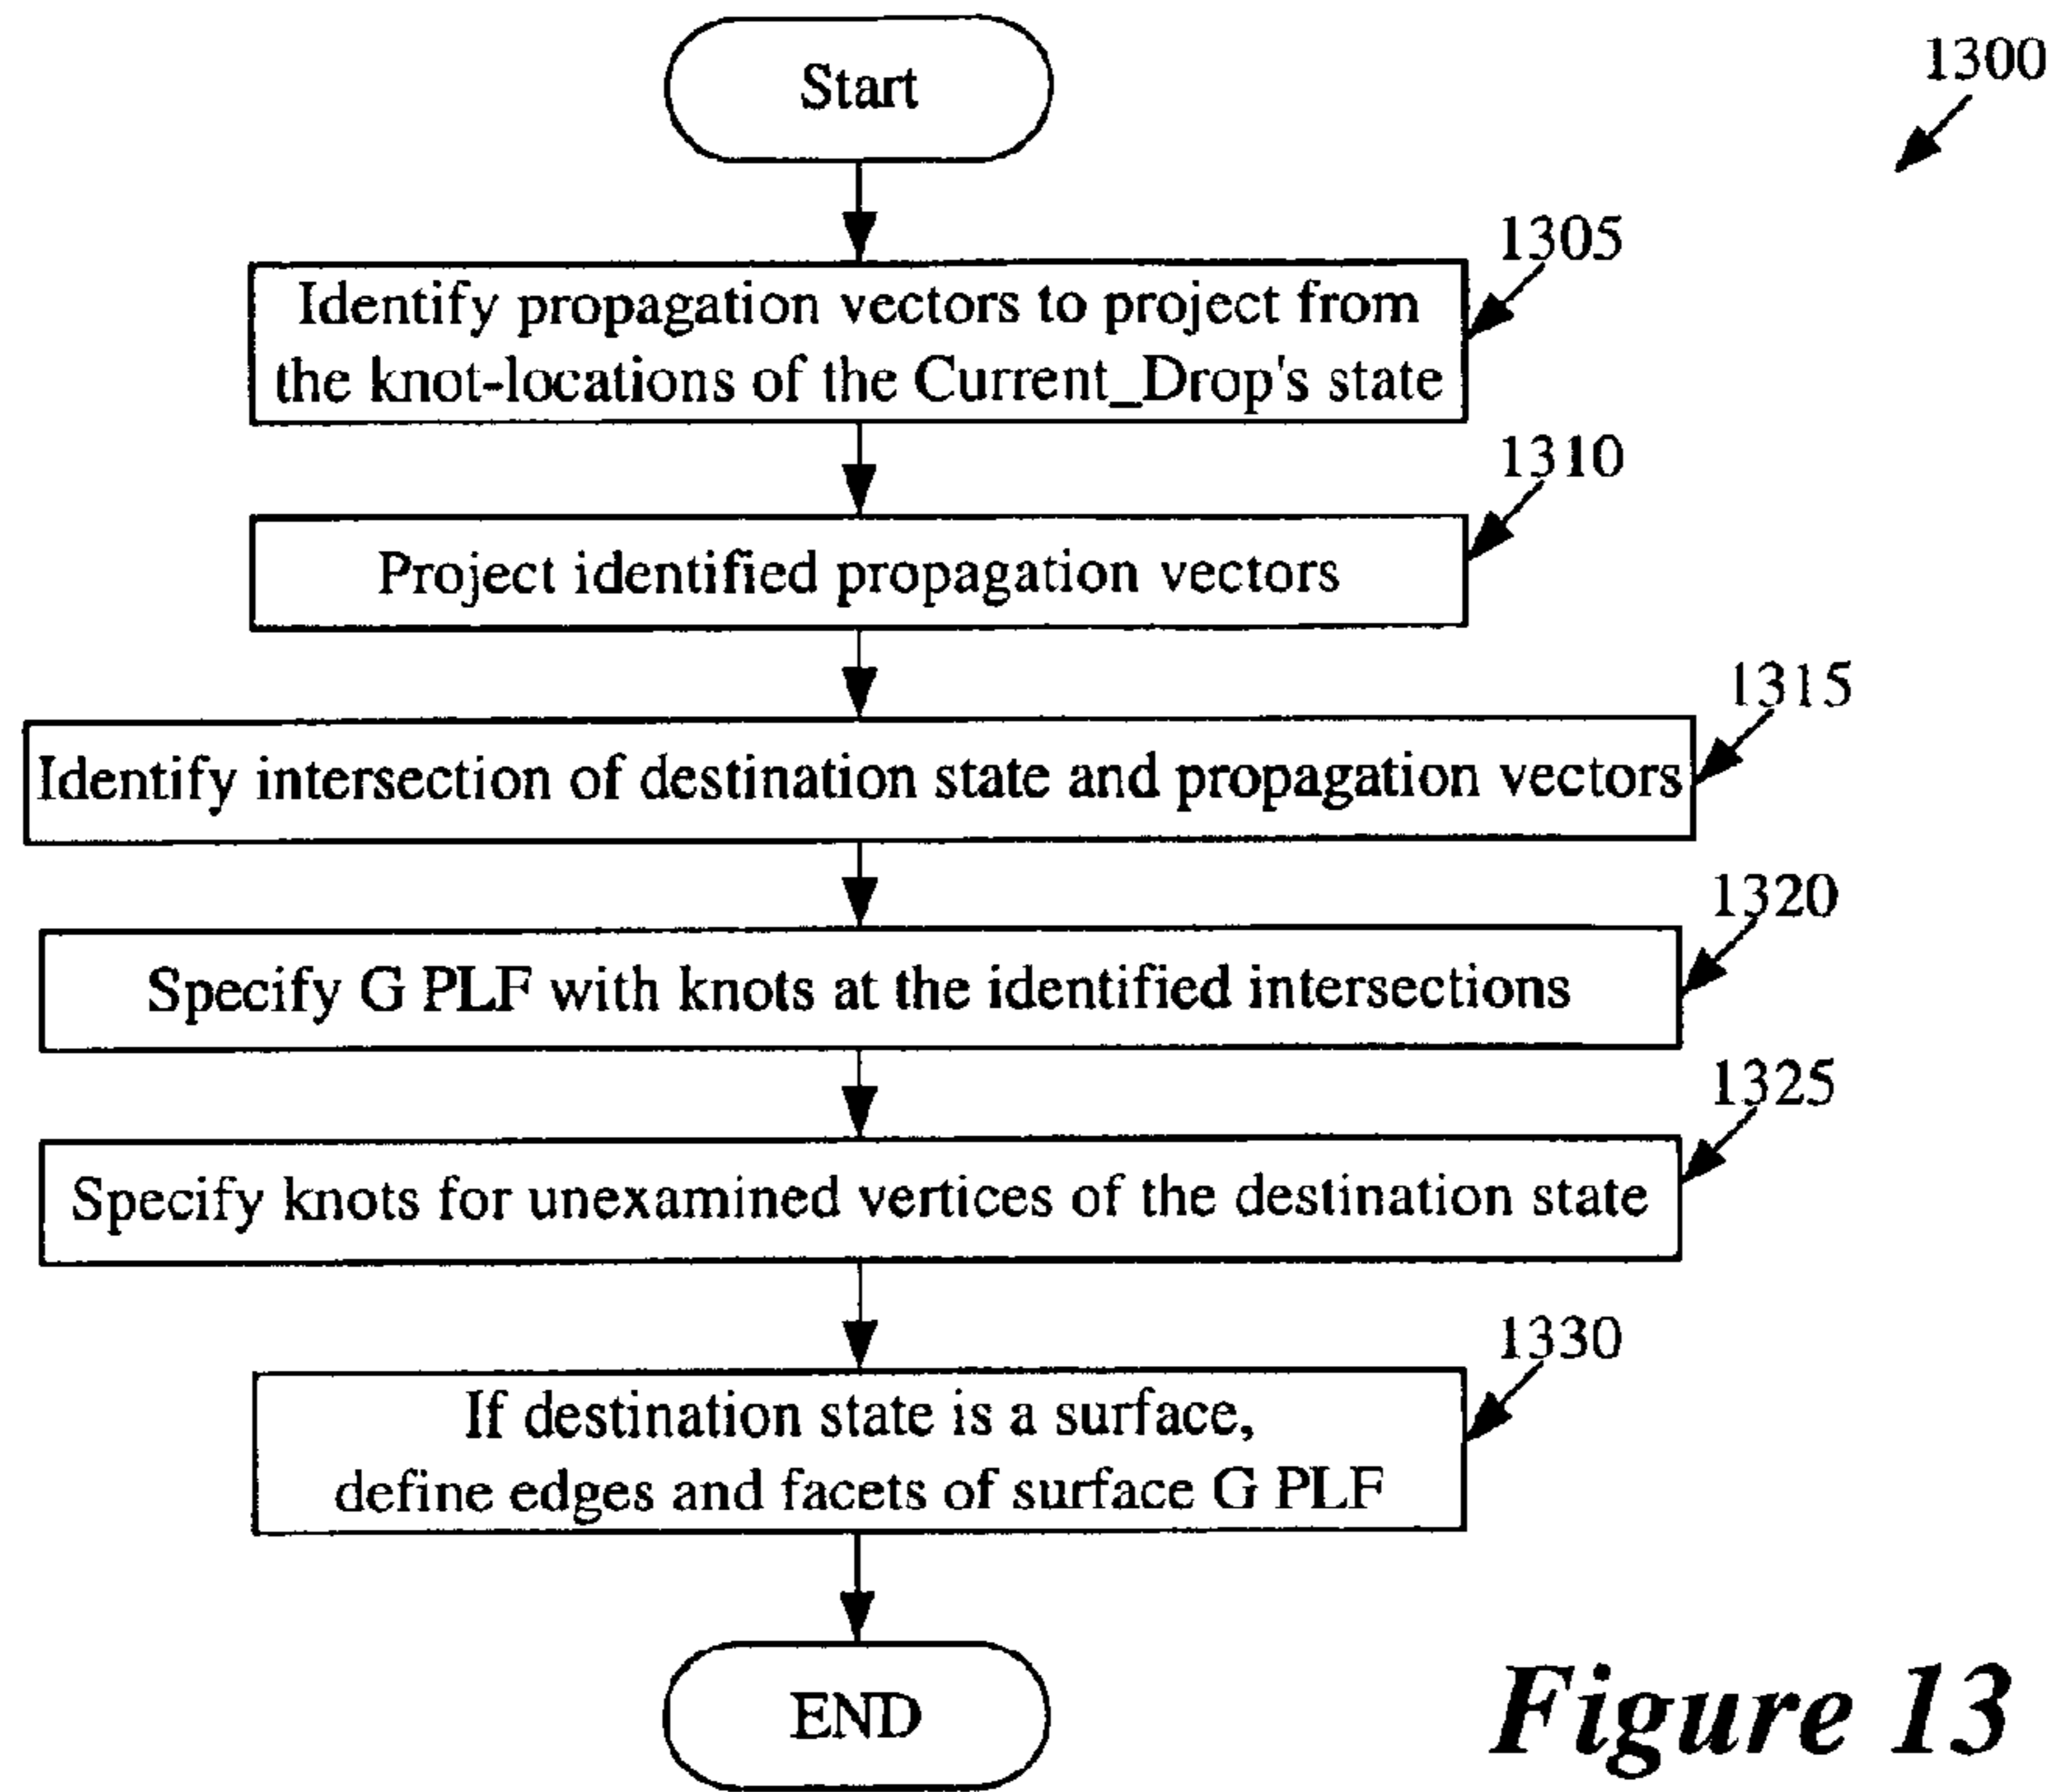 Start
1300
1305
Identify propagation vectors to project from
the knot-locations of the Current_Drop's state
1310
Project identified propagation vectors
1315
Identify intersection of destination state and propagation vectors
1320
Specify G PLF with knots at the identified intersections
1325
Specify knots for unexamined vertices of the destination state
1330
If destination state is a surface,
define edges and facets of surface G PLF
END
Figure 13